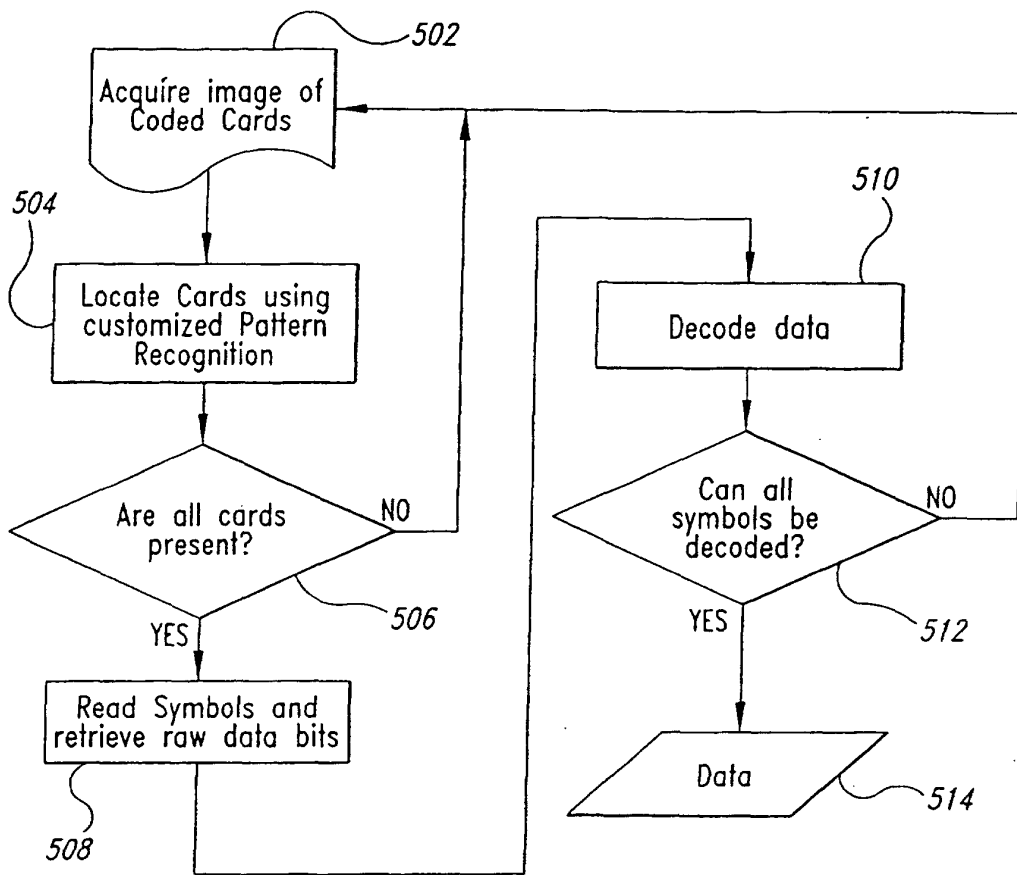 502
Acquire image of
Coded Cards
504
Locate Cards using
customized Pattern
Recognition
Are all cards
present?
NO
506
YES
Read Symbols and
retrieve raw data bits
508
510
Decode data
Can all
symbols be
decoded?
NO
512
YES
Data
514